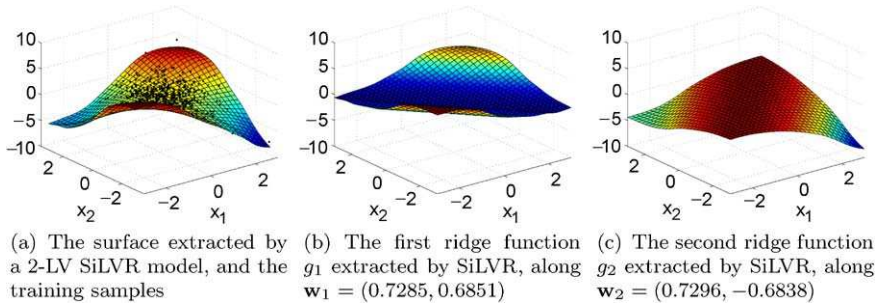 10
5
0
−5
−10
2
0
−2
x2
−2
0
2
x1
10
5
0
−5
−10
2
0
−2
x2
−2
0
2
x1
10
5
0
−5
−10
2
0
−2
x2
−2
0
2
x1
(a) The surface extracted by
a 2-LV SiLVR model, and the
training samples
(b) The first ridge function
g1 extracted by SiLVR, along
w1 = (0.7285, 0.6851)
(c) The second ridge function
g2 extracted by SiLVR, along
w2 = (0.7296, −0.6838)